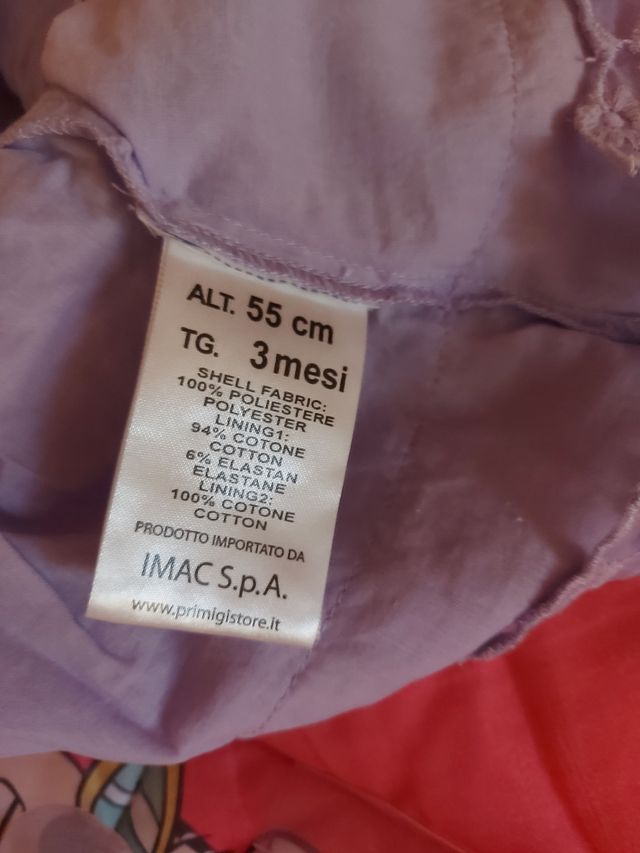 ALT. 55 cm
TG. 3 mesi
SHELL FABRIC:
100% POLIESTERE
POLYESTER
LINING1:
94% COTONE
COTTON
6% ELASTAN
ELASTANE
LINING2:
100% COTONE
COTTON
PRODOTTO IMPORTATO DA
IMAC S.p.A.
www.primigistore.it